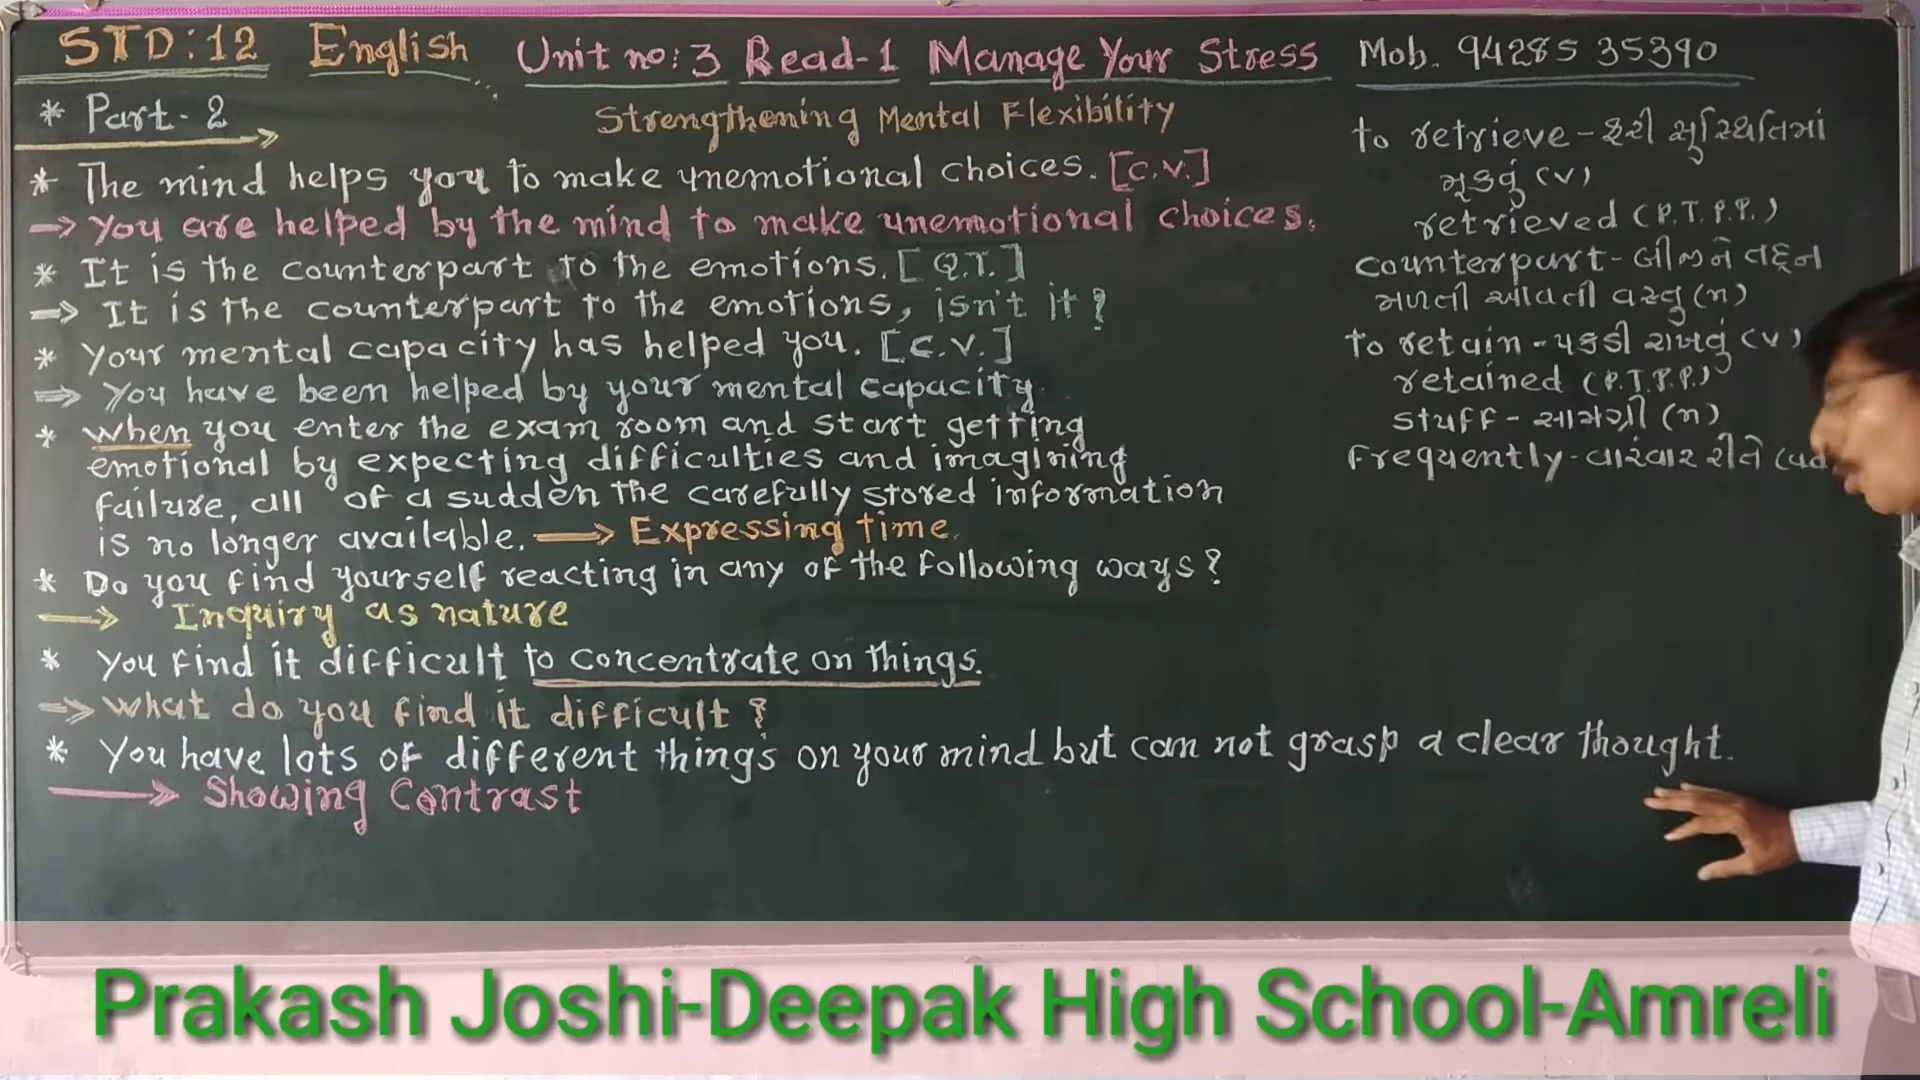 STD:12 English Unit no:3 Read-1 Manage Your Stress Mob. 94285 35390
* Part-2
Strengthening Mental Flexibility
* The mind helps you to make unemotional choices. [C.V.]
→ You are helped by the mind to make unemotional choices.
* It is the counterpart to the emotions. [Q.T.]
⇒ It is the counterpart to the emotions, isn't it?
* Your mental capacity has helped you. [C.V.]
⇒ You have been helped by your mental capacity.
* When you enter the exam room and start getting
emotional by expecting difficulties and imagining
failure, all of a sudden the carefully stored information
is no longer available. → Expressing time.
* Do you find yourself reacting in any of the following ways?
→ Inquiry as nature
* You find it difficult to concentrate on things.
⇒ What do you find it difficult?
* You have lots of different things on your mind but can not grasp a clear thought.
→ Showing Contrast
to retrieve - ફરી સુસ્થિતિમાં
મૂકવું (v)
retrieved (P.T. P.P.)
counterpart - બીજાને તદ્દન
મળતી આવતી વસ્તુ (n)
to retain - પકડી રાખવું (v)
retained (P.T. P.P.)
stuff - સામગ્રી (n)
Frequently - વારંવાર રીતે
Prakash Joshi-Deepak High School-Amreli